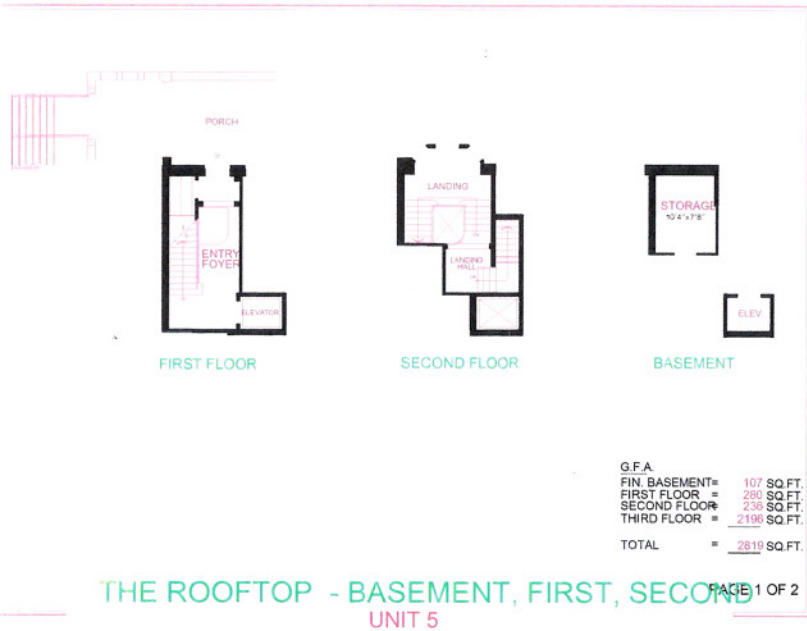 PORCH
ENTRY
FOYER
ELEVATOR
FIRST FLOOR
LANDING
LANDING
HALL
SECOND FLOOR
STORAGE
10'4"x7'8"
ELEV.
BASEMENT
G.F.A.
FIN. BASEMENT= 107 SQ.FT.
FIRST FLOOR = 280 SQ.FT.
SECOND FLOOR= 236 SQ.FT.
THIRD FLOOR = 2196 SQ.FT.
TOTAL = 2819 SQ.FT.
THE ROOFTOP - BASEMENT, FIRST, SECOND
PAGE 1 OF 2
UNIT 5